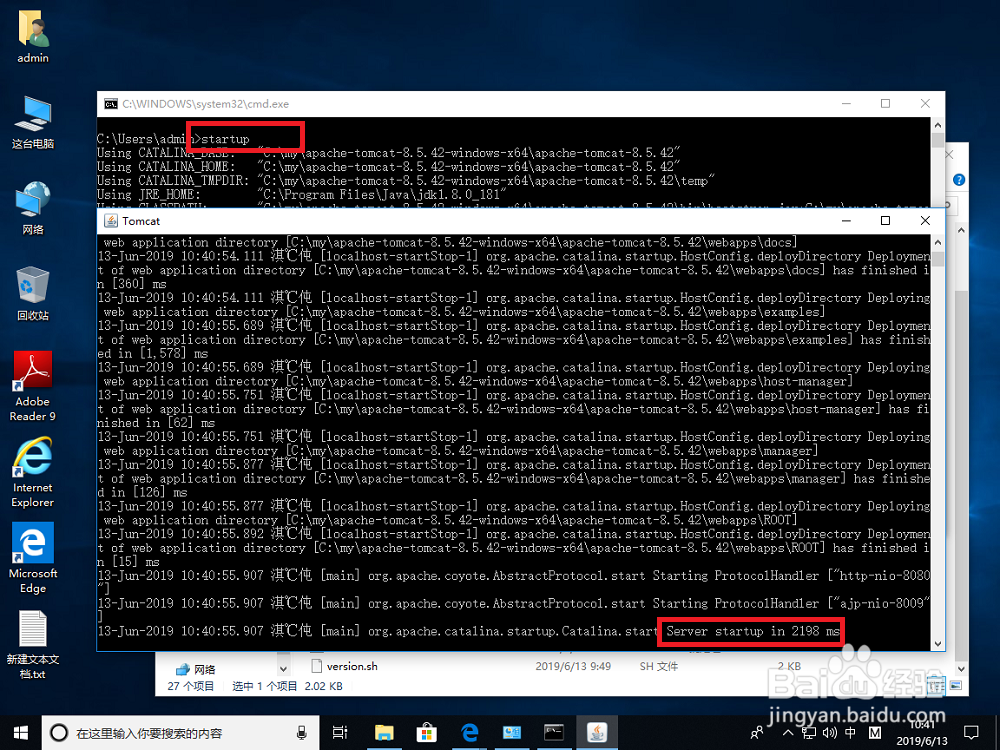 admin
这台电脑
网络
回收站
Adobe
Reader 9
Internet
Explorer
Microsoft
Edge
新建文本文
档.txt
C:\WINDOWS\system32\cmd.exe
C:\Users\admin>startup
Using CATALINA_BASE: "C:\my\apache-tomcat-8.5.42-windows-x64\apache-tomcat-8.5.42"
Using CATALINA_HOME: "C:\my\apache-tomcat-8.5.42-windows-x64\apache-tomcat-8.5.42"
Using CATALINA_TMPDIR: "C:\my\apache-tomcat-8.5.42-windows-x64\apache-tomcat-8.5.42\temp"
Using JRE_HOME: "C:\Program Files\Java\jdk1.8.0_181"
Tomcat
web application directory [C:\my\apache-tomcat-8.5.42-windows-x64\apache-tomcat-8.5.42\webapps\docs]
13-Jun-2019 10:40:54.111 淇℃伅 [localhost-startStop-1] org.apache.catalina.startup.HostConfig.deployDirectory Deploymen
t of web application directory [C:\my\apache-tomcat-8.5.42-windows-x64\apache-tomcat-8.5.42\webapps\docs] has finished i
n [360] ms
13-Jun-2019 10:40:54.111 淇℃伅 [localhost-startStop-1] org.apache.catalina.startup.HostConfig.deployDirectory Deploying
web application directory [C:\my\apache-tomcat-8.5.42-windows-x64\apache-tomcat-8.5.42\webapps\examples]
13-Jun-2019 10:40:55.689 淇℃伅 [localhost-startStop-1] org.apache.catalina.startup.HostConfig.deployDirectory Deploymen
t of web application directory [C:\my\apache-tomcat-8.5.42-windows-x64\apache-tomcat-8.5.42\webapps\examples] has finish
ed in [1,578] ms
13-Jun-2019 10:40:55.689 淇℃伅 [localhost-startStop-1] org.apache.catalina.startup.HostConfig.deployDirectory Deploying
web application directory [C:\my\apache-tomcat-8.5.42-windows-x64\apache-tomcat-8.5.42\webapps\host-manager]
13-Jun-2019 10:40:55.751 淇℃伅 [localhost-startStop-1] org.apache.catalina.startup.HostConfig.deployDirectory Deploymen
t of web application directory [C:\my\apache-tomcat-8.5.42-windows-x64\apache-tomcat-8.5.42\webapps\host-manager] has fi
nished in [62] ms
13-Jun-2019 10:40:55.751 淇℃伅 [localhost-startStop-1] org.apache.catalina.startup.HostConfig.deployDirectory Deploying
web application directory [C:\my\apache-tomcat-8.5.42-windows-x64\apache-tomcat-8.5.42\webapps\manager]
13-Jun-2019 10:40:55.877 淇℃伅 [localhost-startStop-1] org.apache.catalina.startup.HostConfig.deployDirectory Deploymen
t of web application directory [C:\my\apache-tomcat-8.5.42-windows-x64\apache-tomcat-8.5.42\webapps\manager] has finishe
d in [126] ms
13-Jun-2019 10:40:55.877 淇℃伅 [localhost-startStop-1] org.apache.catalina.startup.HostConfig.deployDirectory Deploying
web application directory [C:\my\apache-tomcat-8.5.42-windows-x64\apache-tomcat-8.5.42\webapps\ROOT]
13-Jun-2019 10:40:55.892 淇℃伅 [localhost-startStop-1] org.apache.catalina.startup.HostConfig.deployDirectory Deploymen
t of web application directory [C:\my\apache-tomcat-8.5.42-windows-x64\apache-tomcat-8.5.42\webapps\ROOT] has finished i
n [15] ms
13-Jun-2019 10:40:55.907 淇℃伅 [main] org.apache.coyote.AbstractProtocol.start Starting ProtocolHandler ["http-nio-8080
"]
13-Jun-2019 10:40:55.907 淇℃伅 [main] org.apache.coyote.AbstractProtocol.start Starting ProtocolHandler ["ajp-nio-8009"
]
13-Jun-2019 10:40:55.907 淇℃伅 [main] org.apache.catalina.startup.Catalina.start Server startup in 2198 ms
网络 version.sh 2019/6/13 9:49 SH 文件 2 KB
27 个项目 选中 1 个项目 2.02 KB
Baidu 经验
jingyan.baidu.com
在这里输入你要搜索的内容
中 M
10:41
2019/6/13